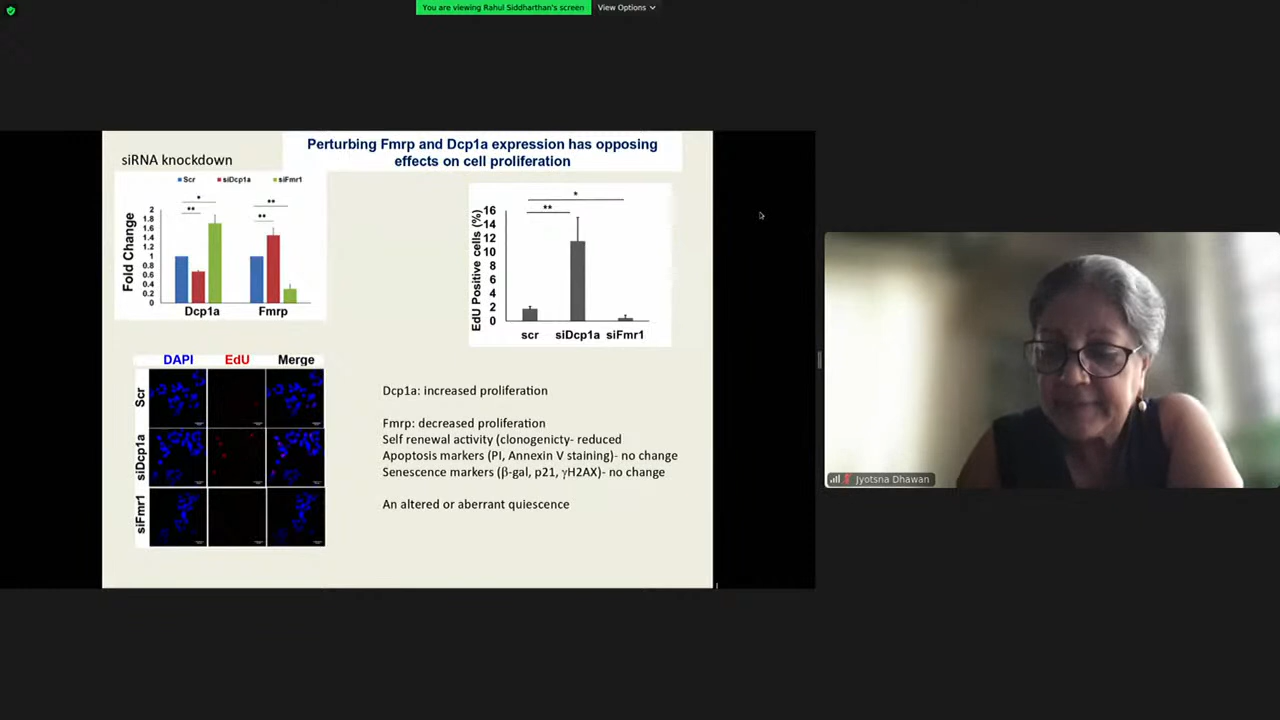 You are viewing Rahul Siddharthan's screen
View Options
Perturbing Fmrp and Dcp1a expression has opposing
effects on cell proliferation
siRNA knockdown
Scr siDcp1a siFmr1
Fold Change
2
1.8
1.6
1.4
1.2
1
0.8
0.6
0.4
0.2
0
* ** ** **
Dcp1a Fmrp
EdU Positive cells (%)
16
14
12
10
8
6
4
2
0
*
**
scr siDcp1a siFmr1
DAPI EdU Merge
Scr
siDcp1a
siFmr1
Dcp1a: increased proliferation
Fmrp: decreased proliferation
Self renewal activity (clonogenicty- reduced
Apoptosis markers (PI, Annexin V staining)- no change
Senescence markers (β-gal, p21, γH2AX)- no change
An altered or aberrant quiescence
Jyotsna Dhawan